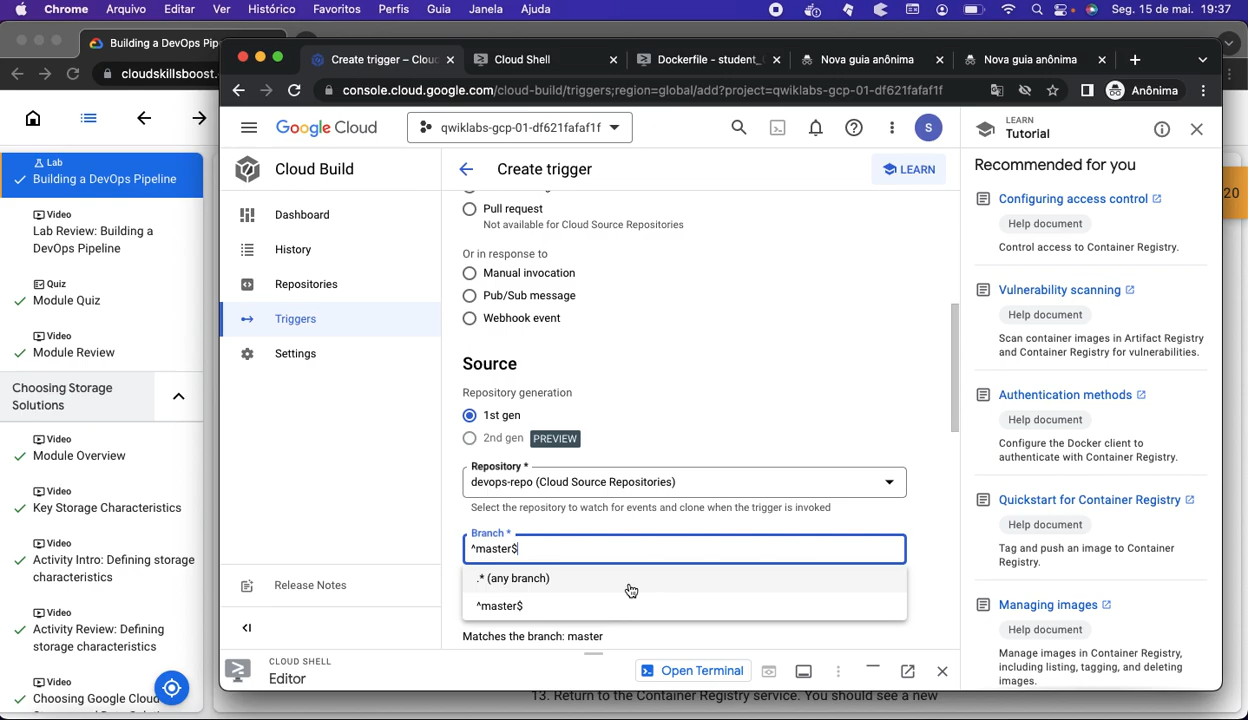 Chrome Arquivo Editar Ver Histórico Favoritos Perfis Guia Janela Ajuda Seg. 15 de mai. 19:37
Building a DevOps Pip
cloudskillsboost.
Create trigger – Clou
Cloud Shell
Dockerfile - student_
Nova guia anônima
Nova guia anônima
console.cloud.google.com/cloud-build/triggers;region=global/add?project=qwiklabs-gcp-01-df621fafaf1f
Anônima
Lab
Building a DevOps Pipeline
Video
Lab Review: Building a
DevOps Pipeline
Quiz
Module Quiz
Video
Module Review
Choosing Storage
Solutions
Video
Module Overview
Video
Key Storage Characteristics
Video
Activity Intro: Defining storage
characteristics
Video
Activity Review: Defining
storage characteristics
Video
Choosing Google Cloud
Google Cloud
qwiklabs-gcp-01-df621fafaf1f
S
Cloud Build
Dashboard
History
Repositories
Triggers
Settings
Release Notes
Create trigger
LEARN
Pull request
Not available for Cloud Source Repositories
Or in response to
Manual invocation
Pub/Sub message
Webhook event
Source
Repository generation
1st gen
2nd gen PREVIEW
Repository *
devops-repo (Cloud Source Repositories)
Select the repository to watch for events and clone when the trigger is invoked
Branch *
^master$
.* (any branch)
^master$
Matches the branch: master
CLOUD SHELL
Editor
Open Terminal
LEARN
Tutorial
Recommended for you
Configuring access control
Help document
Control access to Container Registry.
Vulnerability scanning
Help document
Scan container images in Artifact Registry
and Container Registry for vulnerabilities.
Authentication methods
Help document
Configure the Docker client to
authenticate with Container Registry.
Quickstart for Container Registry
Help document
Tag and push an image to Container
Registry.
Managing images
Help document
Manage images in Container Registry,
including listing, tagging, and deleting
images.
20
13. Return to the Container Registry service. You should see a new